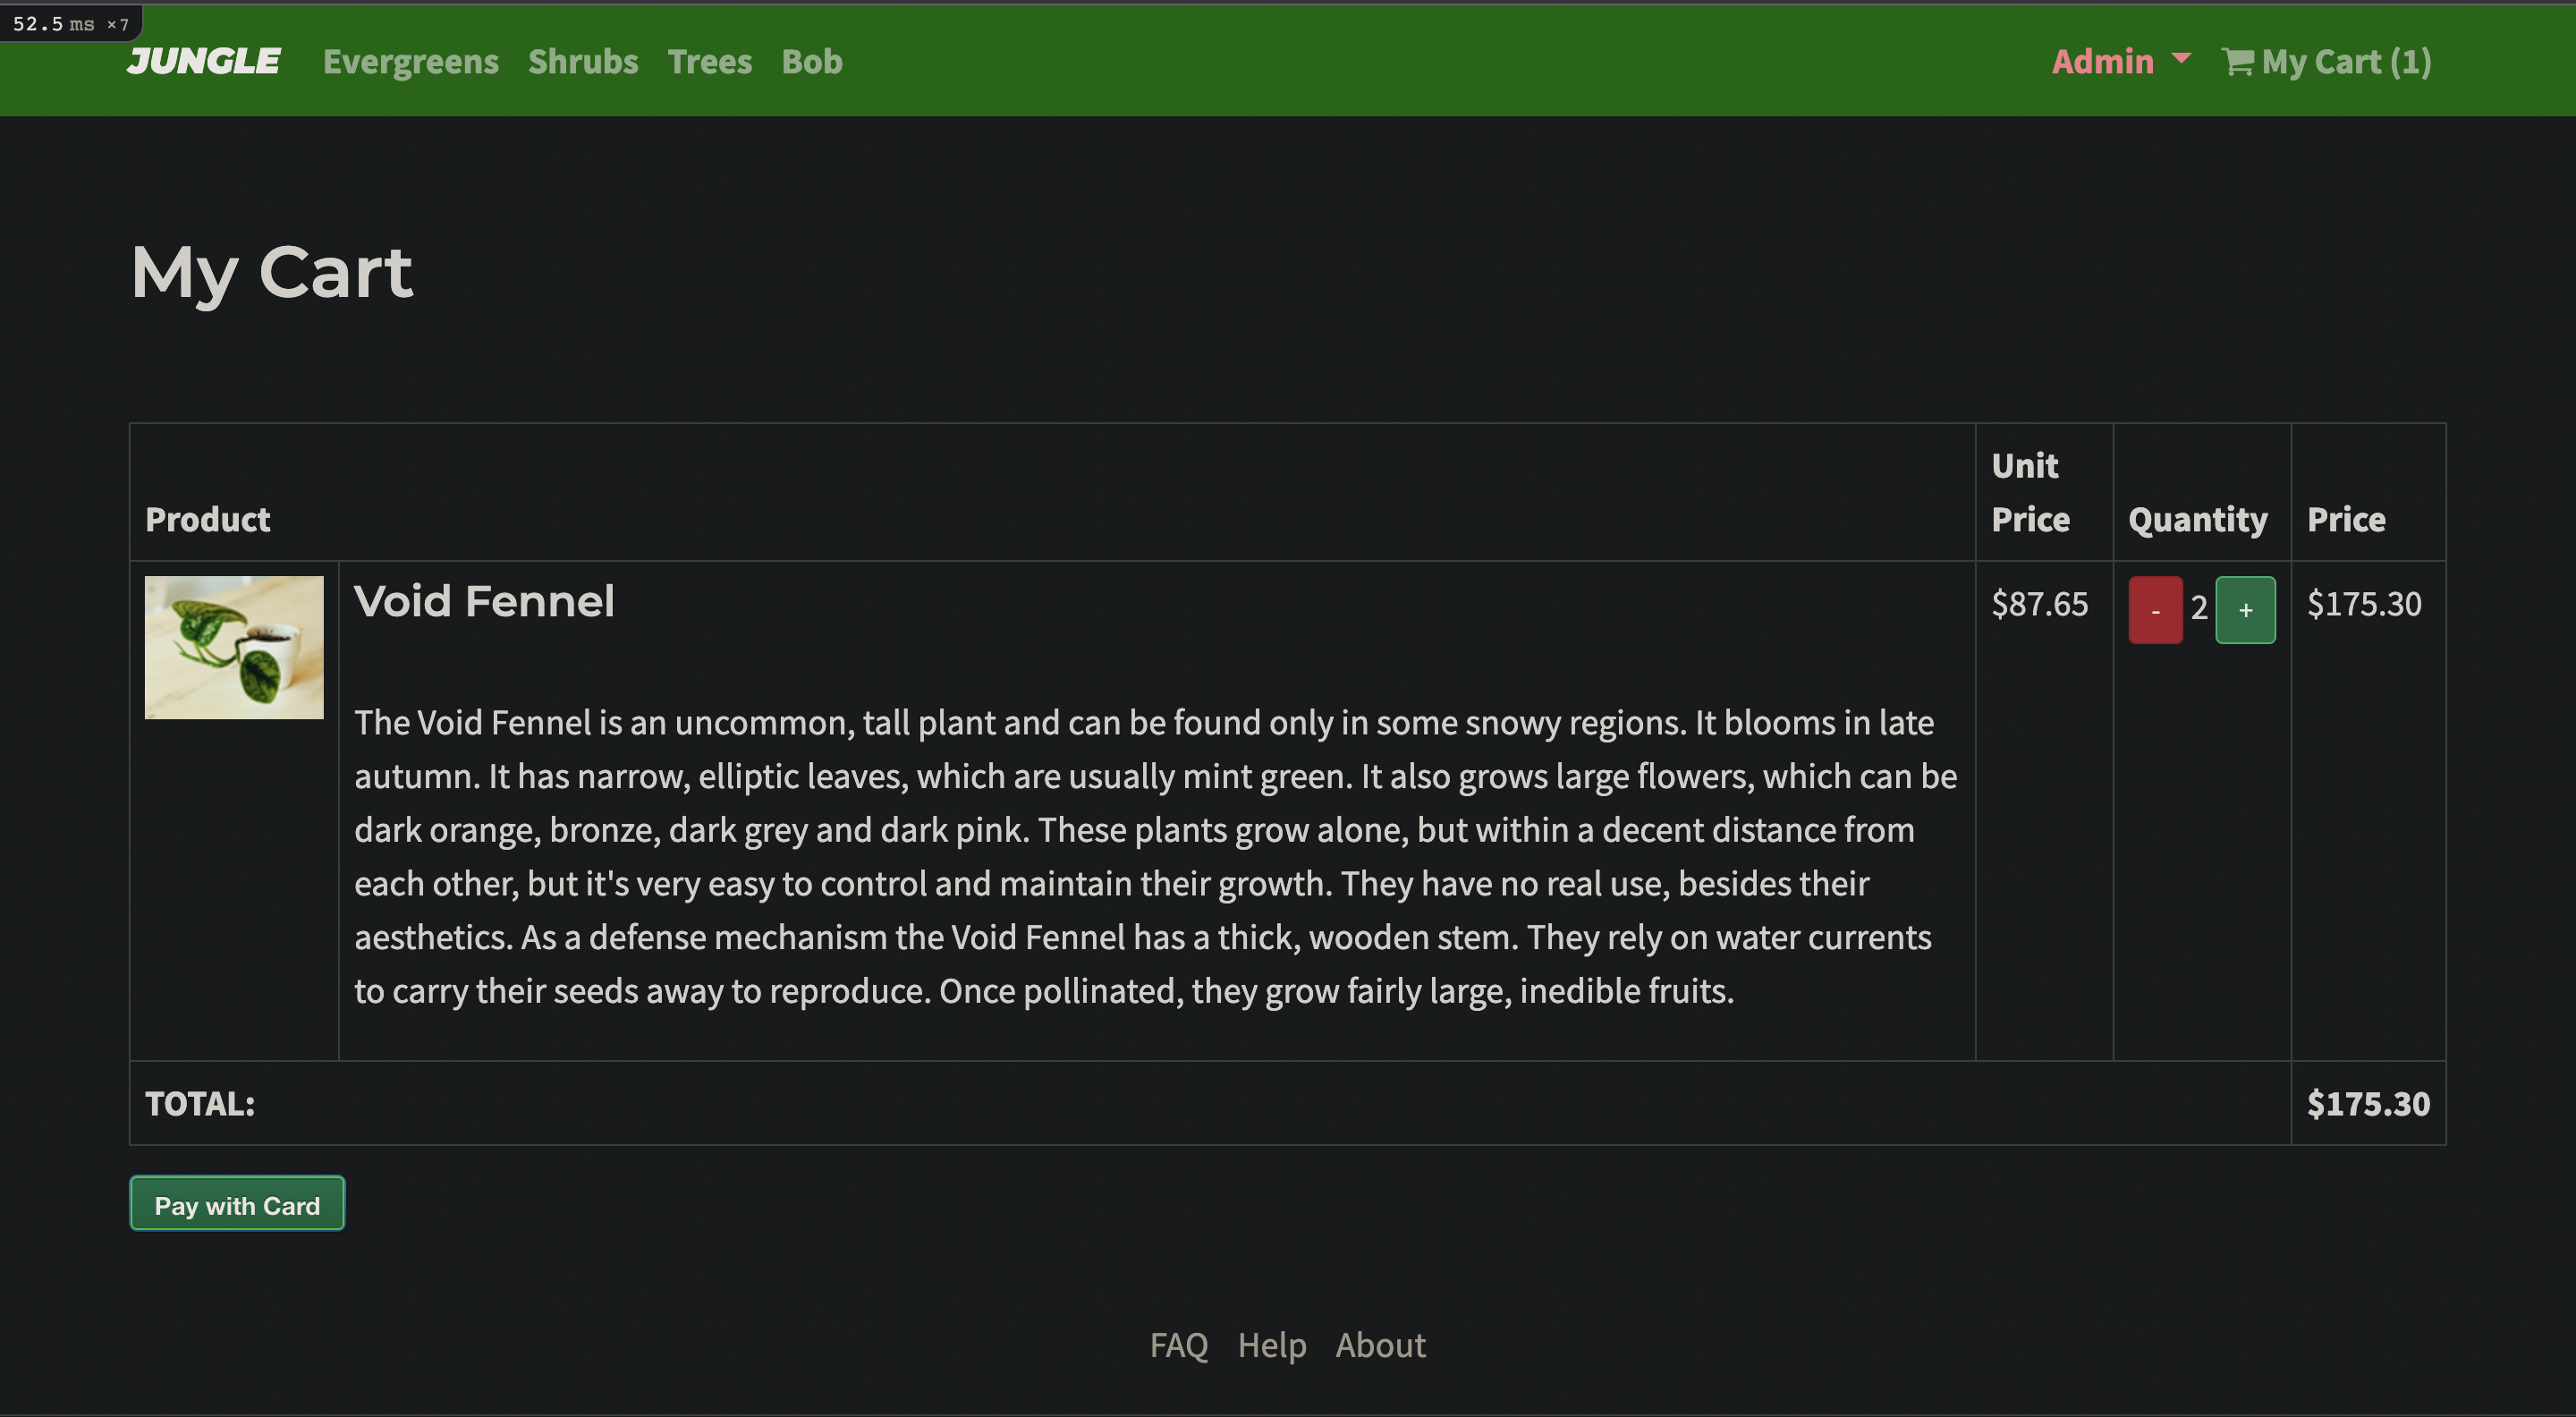 52.5 ms ×7
JUNGLE Evergreens Shrubs Trees Bob Admin My Cart (1)
My Cart
Product Unit Price Quantity Price
Void Fennel $87.65 - 2 + $175.30
The Void Fennel is an uncommon, tall plant and can be found only in some snowy regions. It blooms in late
autumn. It has narrow, elliptic leaves, which are usually mint green. It also grows large flowers, which can be
dark orange, bronze, dark grey and dark pink. These plants grow alone, but within a decent distance from
each other, but it's very easy to control and maintain their growth. They have no real use, besides their
aesthetics. As a defense mechanism the Void Fennel has a thick, wooden stem. They rely on water currents
to carry their seeds away to reproduce. Once pollinated, they grow fairly large, inedible fruits.
TOTAL: $175.30
Pay with Card
FAQ Help About